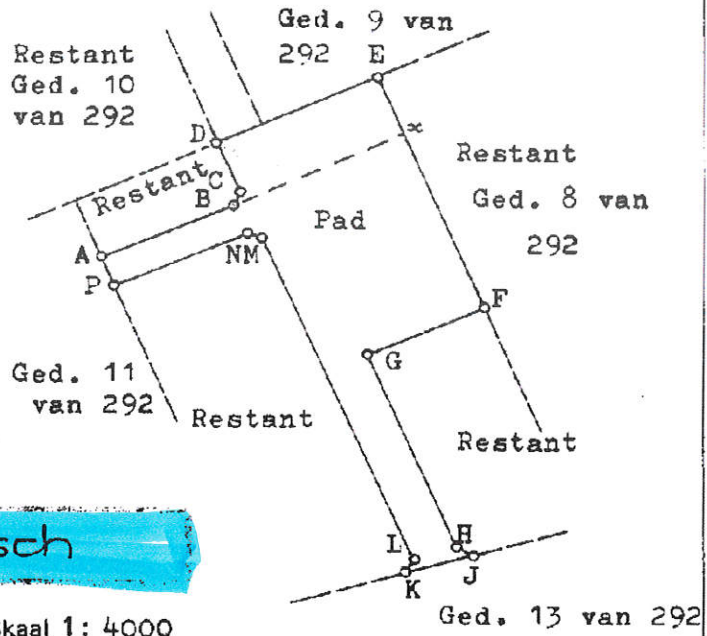 Ged. 9 van
292
E
Restant
Ged. 10
van 292
D
x
Restant
Restant
C
B
Ged. 8 van
292
Pad
A
NM
P
F
G
Ged. 11
van 292
Restant
Restant
sch
L
H
K
J
skaal 1: 4000
Ged. 13 van 292